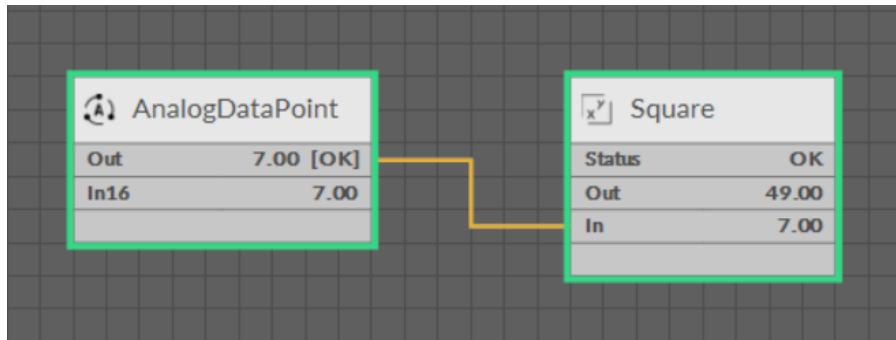 AnalogDataPoint
Out 7.00 [OK]
In16 7.00
x^y Square
Status OK
Out 49.00
In 7.00